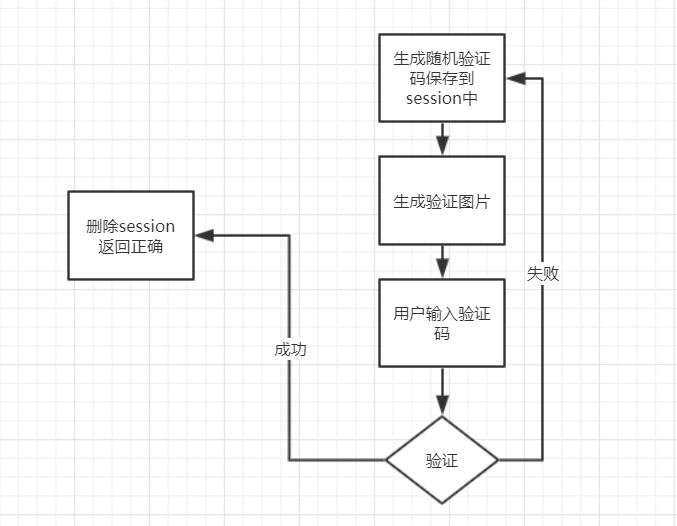 生成随机验证
码保存到
session中
生成验证图片
删除session
返回正确
失败
用户输入验证
码
成功
验证